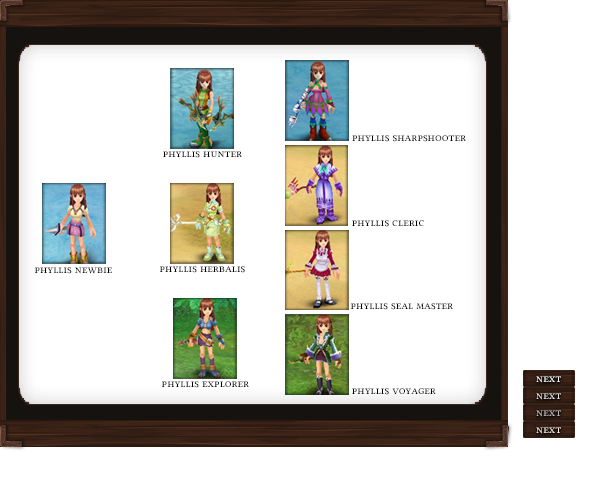 PHYLLIS NEWBIE
PHYLLIS HUNTER
PHYLLIS HERBALIS
PHYLLIS EXPLORER
PHYLLIS SHARPSHOOTER
PHYLLIS CLERIC
PHYLLIS SEAL MASTER
PHYLLIS VOYAGER
NEXT
NEXT
NEXT
NEXT